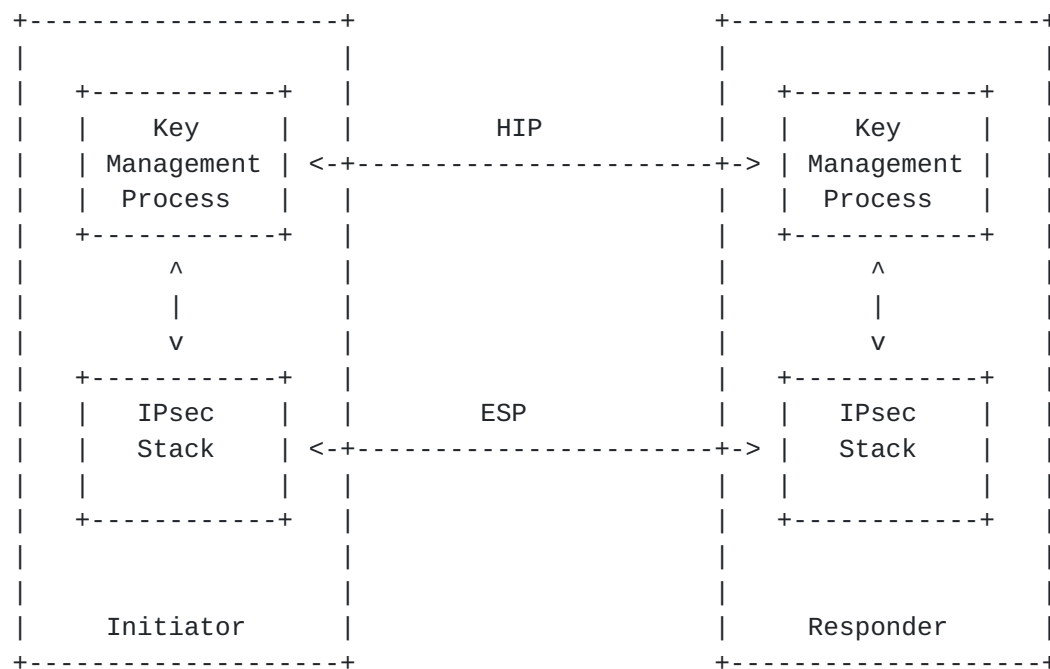 Key HIP Key
Management Management
Process Process
IPsec ESP IPsec
Stack Stack
Initiator Responder